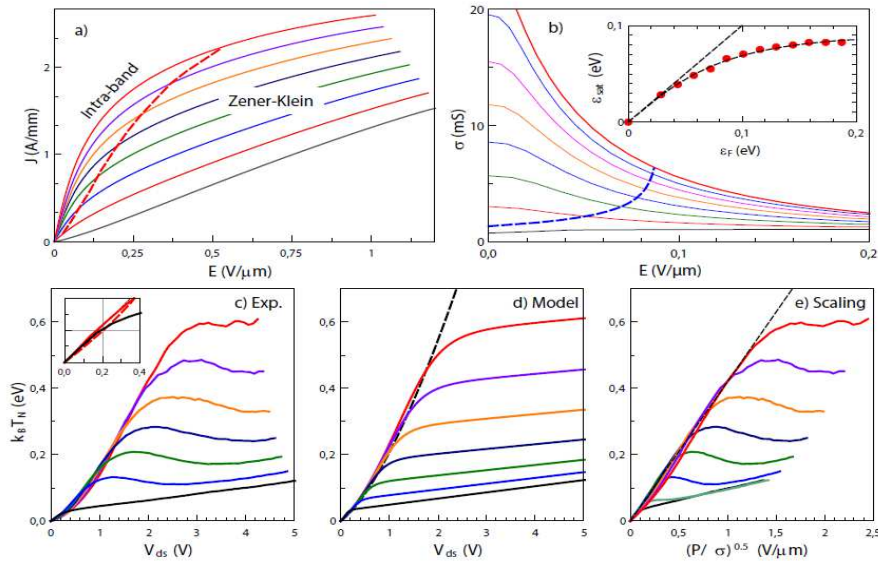 a)
Intra-band
Zener-Klein
J (A/mm)
2
1
0
0
0,25
0,5
0,75
1
E (V/μm)
b)
σ (mS)
20
10
0
0,0
0,1
0,2
E (V/μm)
0,1
0,0
ε_sat (eV)
0
0,1
0,2
ε_F (eV)
c) Exp.
k_B T_N (eV)
0,6
0,4
0,2
0,0
0 1 2 3 4 5
V_ds (V)
0,0 0,2 0,4
d) Model
0 1 2 3 4 5
V_ds (V)
e) Scaling
0,0 0,5 1 1,5 2 2,5
(P/ σ)^0.5 (V/μm)